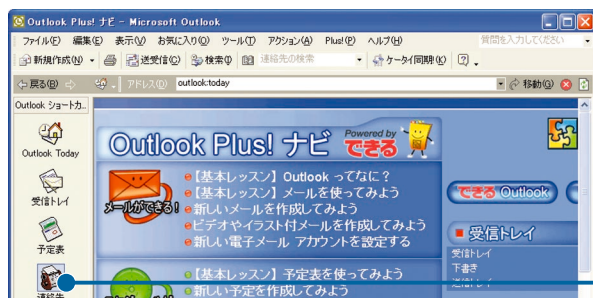 Outlook Plus! ナビ - Microsoft Outlook
ファイル(F) 編集(E) 表示(V) お気に入り(O) ツール(T) アクション(A) Plus!(P) ヘルプ(H) 質問を入力してください
新規作成(N) 送受信(C) 検索(I) 連絡先の検索 ケータイ同期(K)
戻る(B) アドレス(D) outlook:today 移動(G)
Outlook ショートカ..
Outlook Today
受信トレイ
予定表
連絡先
Outlook Plus! ナビ Powered by できる
メールができる!
【基本レッスン】Outlook ってなに?
【基本レッスン】メールを使ってみよう
新しいメールを作成してみよう
ビデオやイラスト付メールを作成してみよう
新しい電子メール アカウントを設定する
【基本レッスン】予定表を使ってみよう
新しい予定を作成してみよう
できる Outlook
受信トレイ
受信トレイ
下書き
送信トレイ